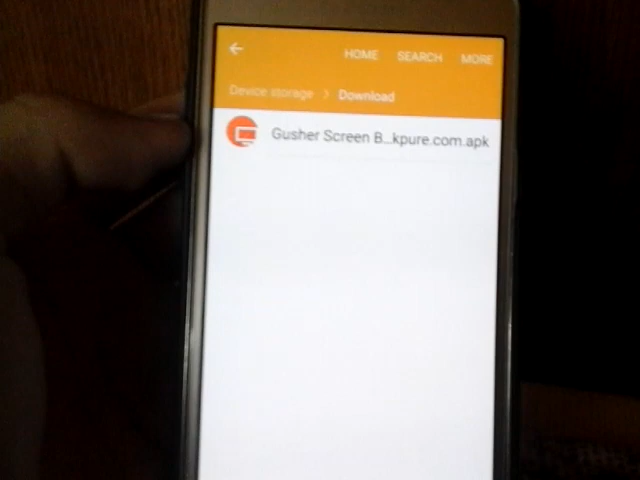 HOME SEARCH MORE
Device storage > Download
Gusher Screen B...kpure.com.apk